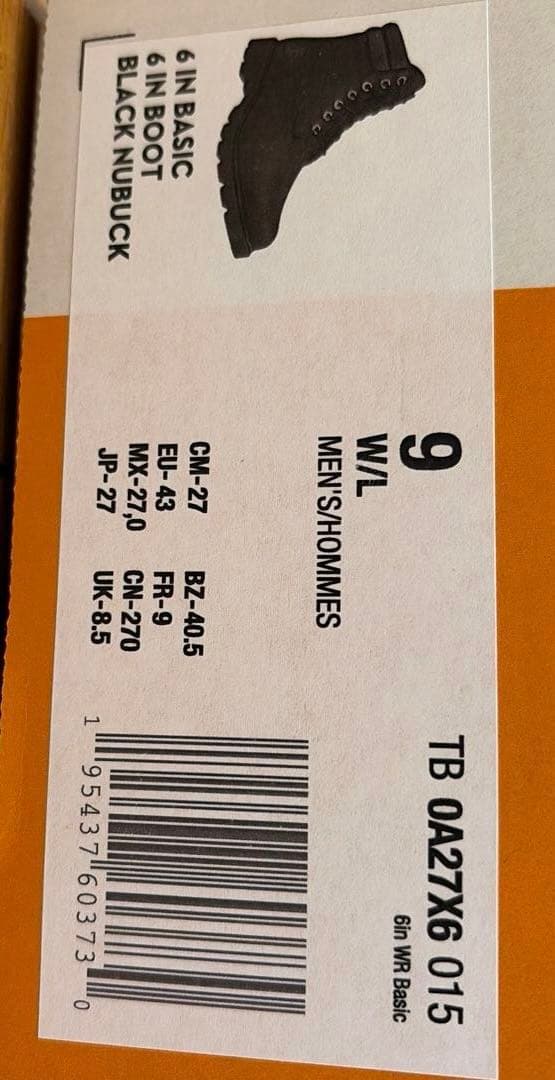 6 IN BASIC
6 IN BOOT
BLACK NUBUCK
9
W/L
MEN'S/HOMMES
CM-27 BZ-40.5
EU-43 FR-9
MX-27,0 CN-270
JP-27 UK-8.5
TB 0A27X6 015
6in WR Basic
1 95437 60373 0